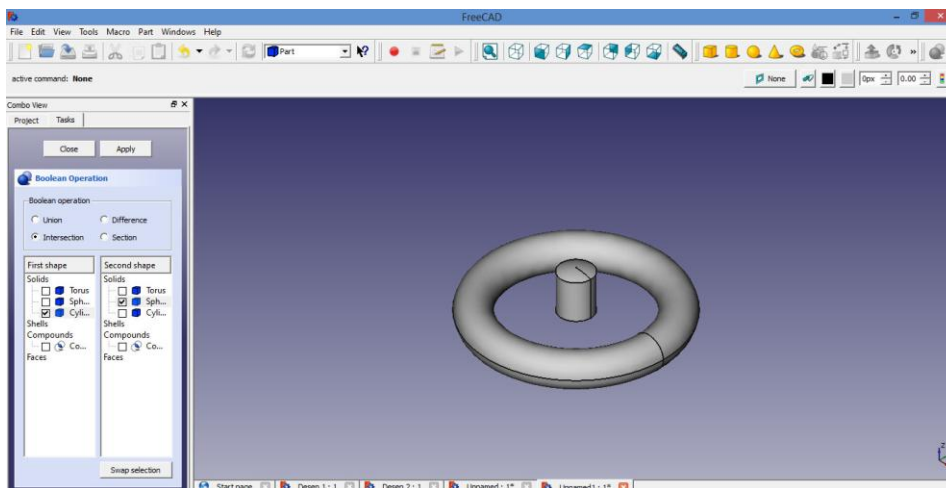 FreeCAD
File Edit View Tools Macro Part Windows Help
Part
active command: None
None
0px
0.00
Combo View
Project Tasks
Close Apply
Boolean Operation
Boolean operation
Union Difference
Intersection Section
First shape Second shape
Solids Solids
Torus Torus
Sph... Sph...
Cyli... Cyli...
Shells Shells
Compounds Compounds
Co... Co...
Faces Faces
Swap selection
Start page Desen 1 : 1 Desen 2 : 1 Unnamed : 1* Unnamed1 : 1*
Z